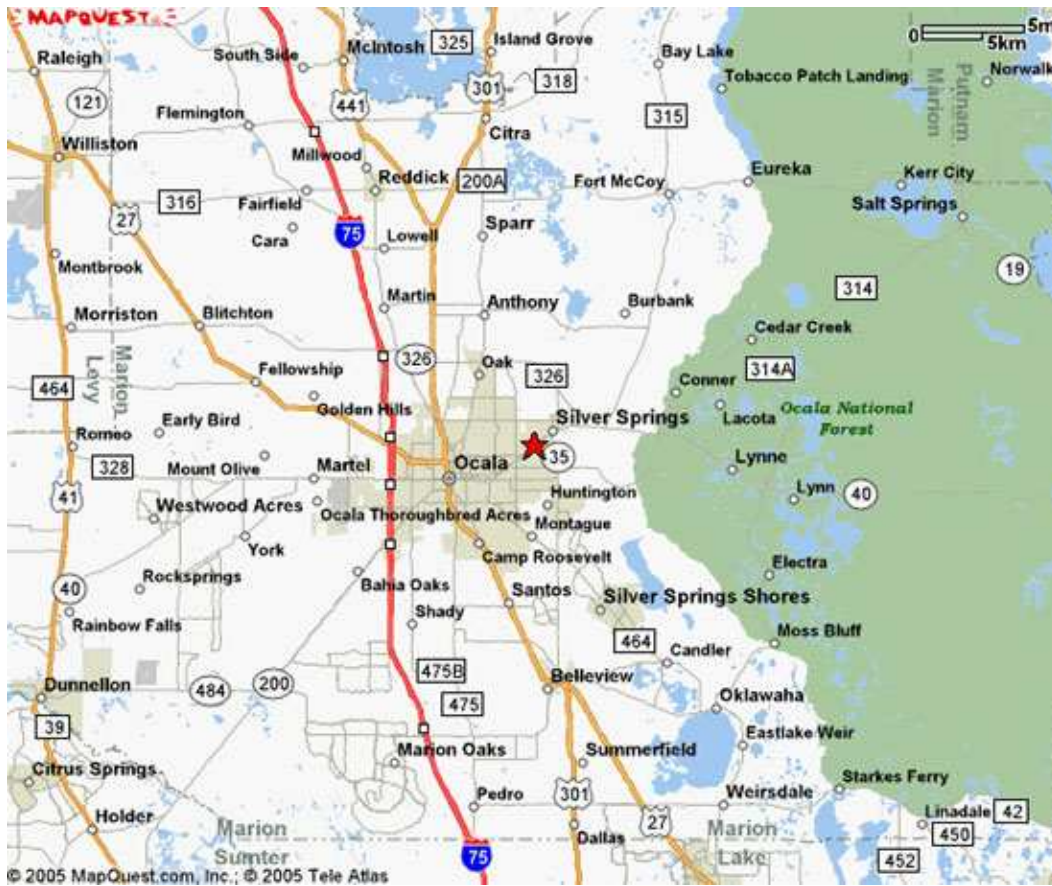 MAPQUEST
0
5m
5km
Raleigh
South Side
McIntosh
325
Island Grove
Bay Lake
Tobacco Patch Landing
Marion
Putnam
Norwalk
121
Flemington
441
301
318
315
Citra
Williston
Millwood
Reddick
200A
Fort McCoy
Eureka
Kerr City
316
Fairfield
27
Salt Springs
Cara
75
Lowell
Sparr
Montbrook
19
314
Martin
Anthony
Burbank
Morriston
Blitchton
Cedar Creek
Levy
Marion
326
Oak
326
314A
464
Fellowship
Conner
Golden Hills
Lacota
Ocala National
Forest
Early Bird
Silver Springs
Romeo
328
Mount Olive
Martel
Ocala
35
Lynne
41
Lynn
40
Westwood Acres
Ocala Thoroughbred Acres
Huntington
Montague
York
Camp Roosevelt
Rocksprings
Bahia Oaks
Electra
40
Santos
Silver Springs Shores
Rainbow Falls
Shady
Moss Bluff
464
Candler
475B
Dunnellon
484
200
475
Belleview
Oklawaha
39
Marion Oaks
Summerfield
Eastlake Weir
Citrus Springs
Starkes Ferry
Pedro
301
Weirsdale
Linadale
42
Holder
Marion
Dallas
27
Marion
450
Sumter
75
Lake
452
© 2005 MapQuest.com, Inc.; © 2005 Tele Atlas